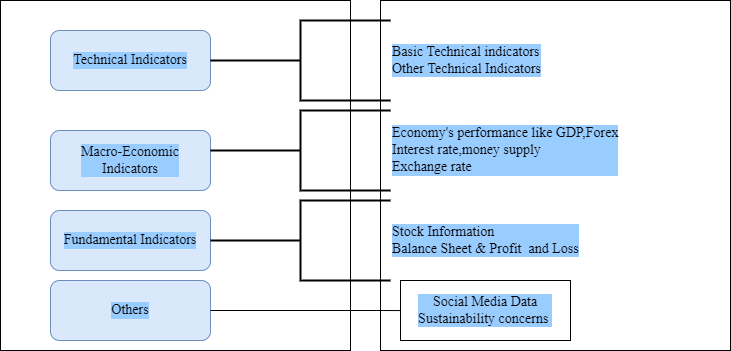 Technical Indicators
Basic Technical indicators
Other Technical Indicators
Macro-Economic
Indicators
Economy's performance like GDP,Forex
Interest rate,money supply
Exchange rate
Fundamental Indicators
Stock Information
Balance Sheet & Profit and Loss
Others
Social Media Data
Sustainability concerns